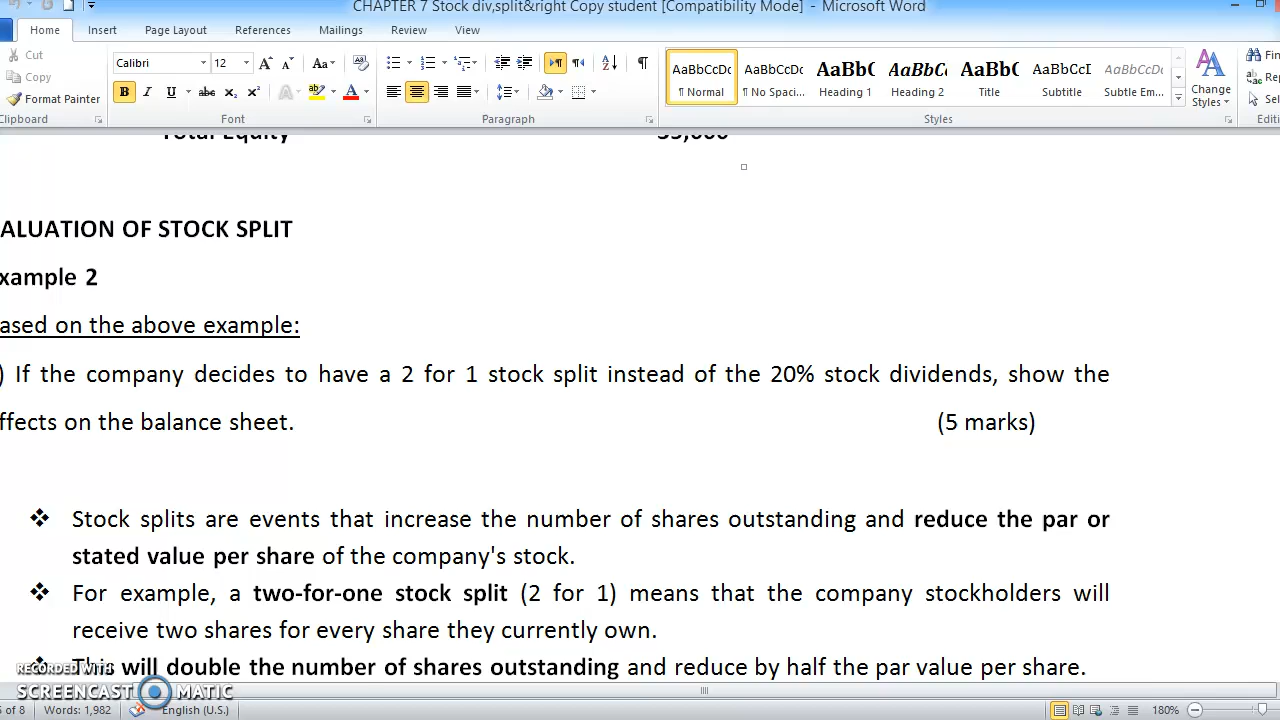 CHAPTER 7 Stock div,split&right Copy student [Compatibility Mode] - Microsoft Word
Home Insert Page Layout References Mailings Review View
Cut
Copy
Format Painter
Clipboard
Calibri 12
Font
Paragraph
AaBbCcDc AaBbCcDc AaBbC AaBbCc AaBbC AaBbCcI AaBbCcDc
¶ Normal ¶ No Spaci... Heading 1 Heading 2 Title Subtitle Subtle Em...
Change
Styles
Styles
Total Equity 55,000
ALUATION OF STOCK SPLIT
xample 2
ased on the above example:
) If the company decides to have a 2 for 1 stock split instead of the 20% stock dividends, show the
ffects on the balance sheet. (5 marks)
❖ Stock splits are events that increase the number of shares outstanding and reduce the par or
stated value per share of the company's stock.
❖ For example, a two-for-one stock split (2 for 1) means that the company stockholders will
receive two shares for every share they currently own.
❖ This will double the number of shares outstanding and reduce by half the par value per share.
RECORDED WITH
SCREENCAST MATIC
of 8 Words: 1,982 English (U.S.) 180%